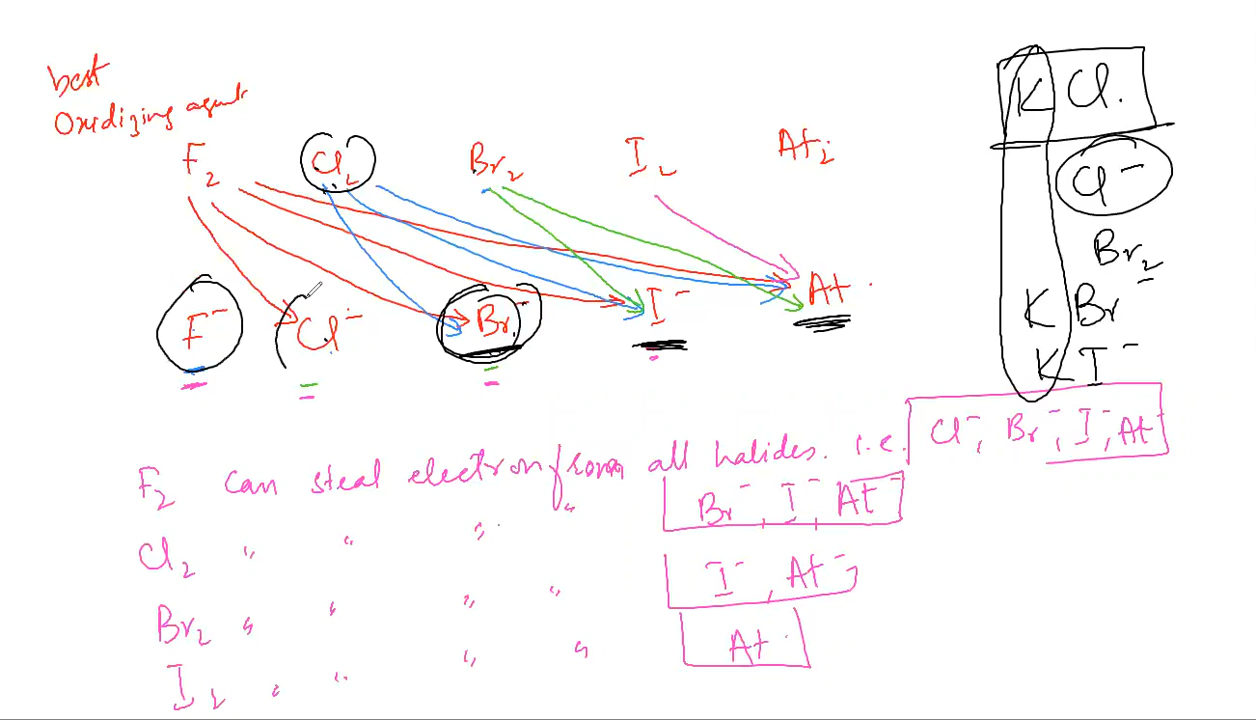 best
Oxidizing agent
F₂ Cl₂ Br₂ I₂ At₂
F⁻ Cl⁻ Br⁻ I⁻ At
K Cl.
Cl⁻
Br₂
K Br⁻
K I⁻
F₂ can steal electron from all halides. i.e. Cl⁻, Br⁻, I⁻, At⁻
Cl₂ " " " " Br⁻, I⁻, At⁻
Br₂ " " " " I⁻, At⁻
I₂ " " " " At⁻